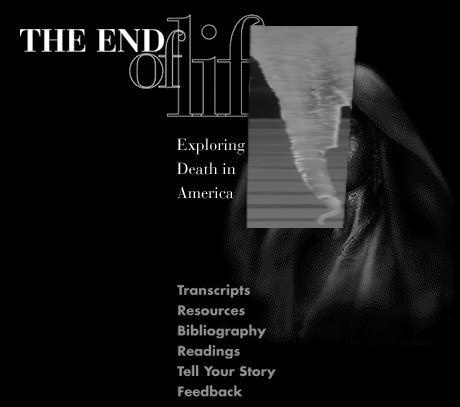 THE END
of lif
Exploring
Death in
America
Transcripts
Resources
Bibliography
Readings
Tell Your Story
Feedback